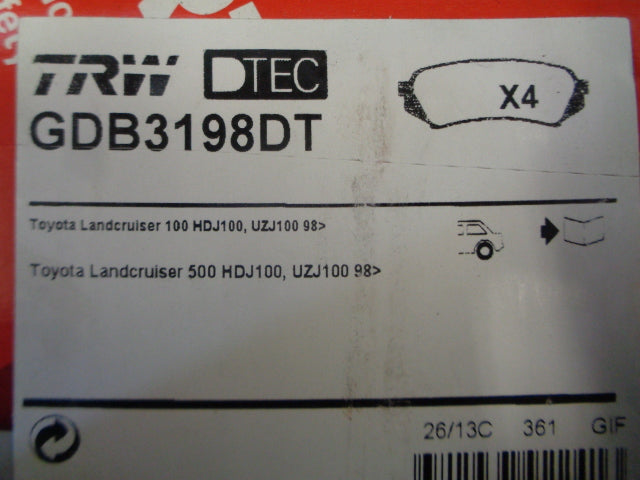 Safety
TRW DTEC
GDB3198DT
X4
Toyota Landcruiser 100 HDJ100, UZJ100 98>
Toyota Landcruiser 500 HDJ100, UZJ100 98>
26/13C 361 GIF